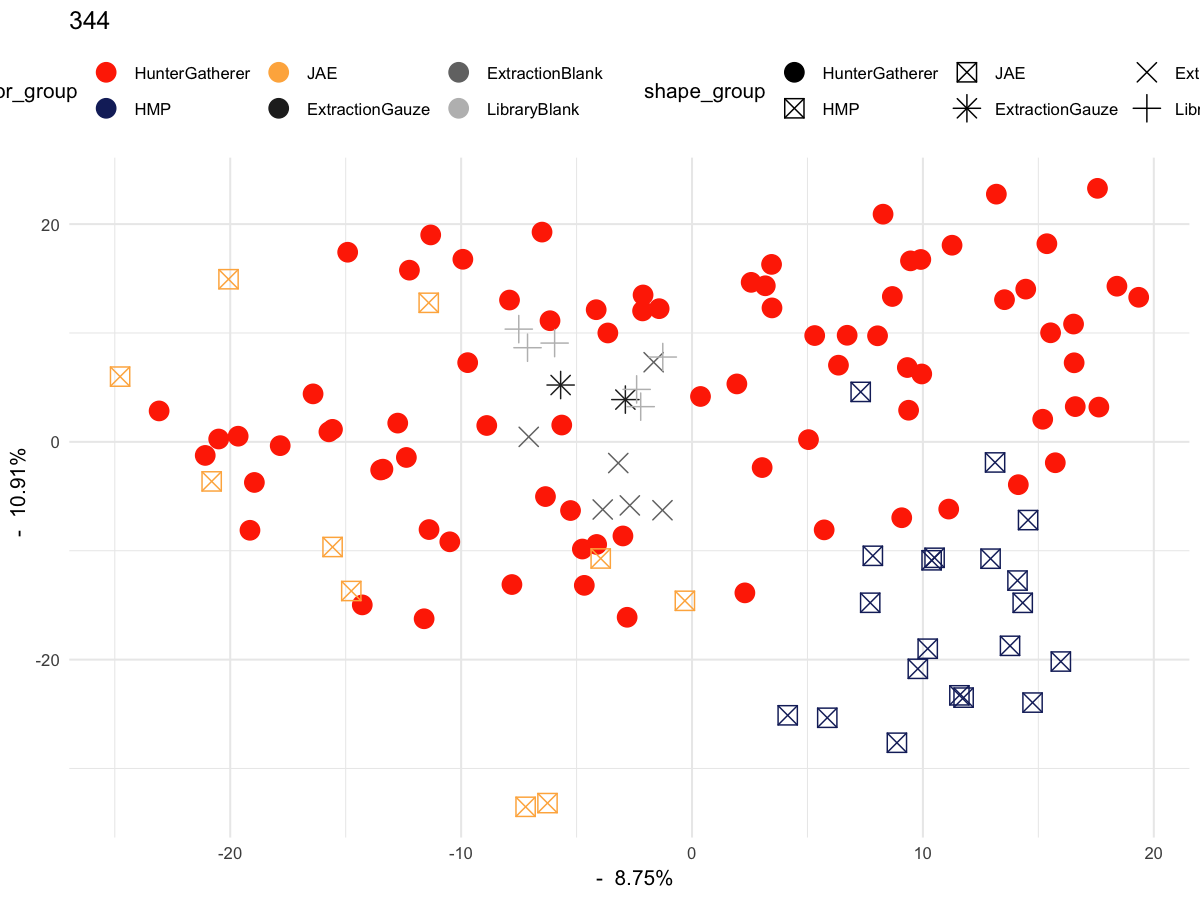 344
HunterGatherer JAE ExtractionBlank HunterGatherer JAE Ext
or_group shape_group
HMP ExtractionGauze LibraryBlank HMP ExtractionGauze Libr
20
0
-20
- 10.91%
-20 -10 0 10 20
- 8.75%